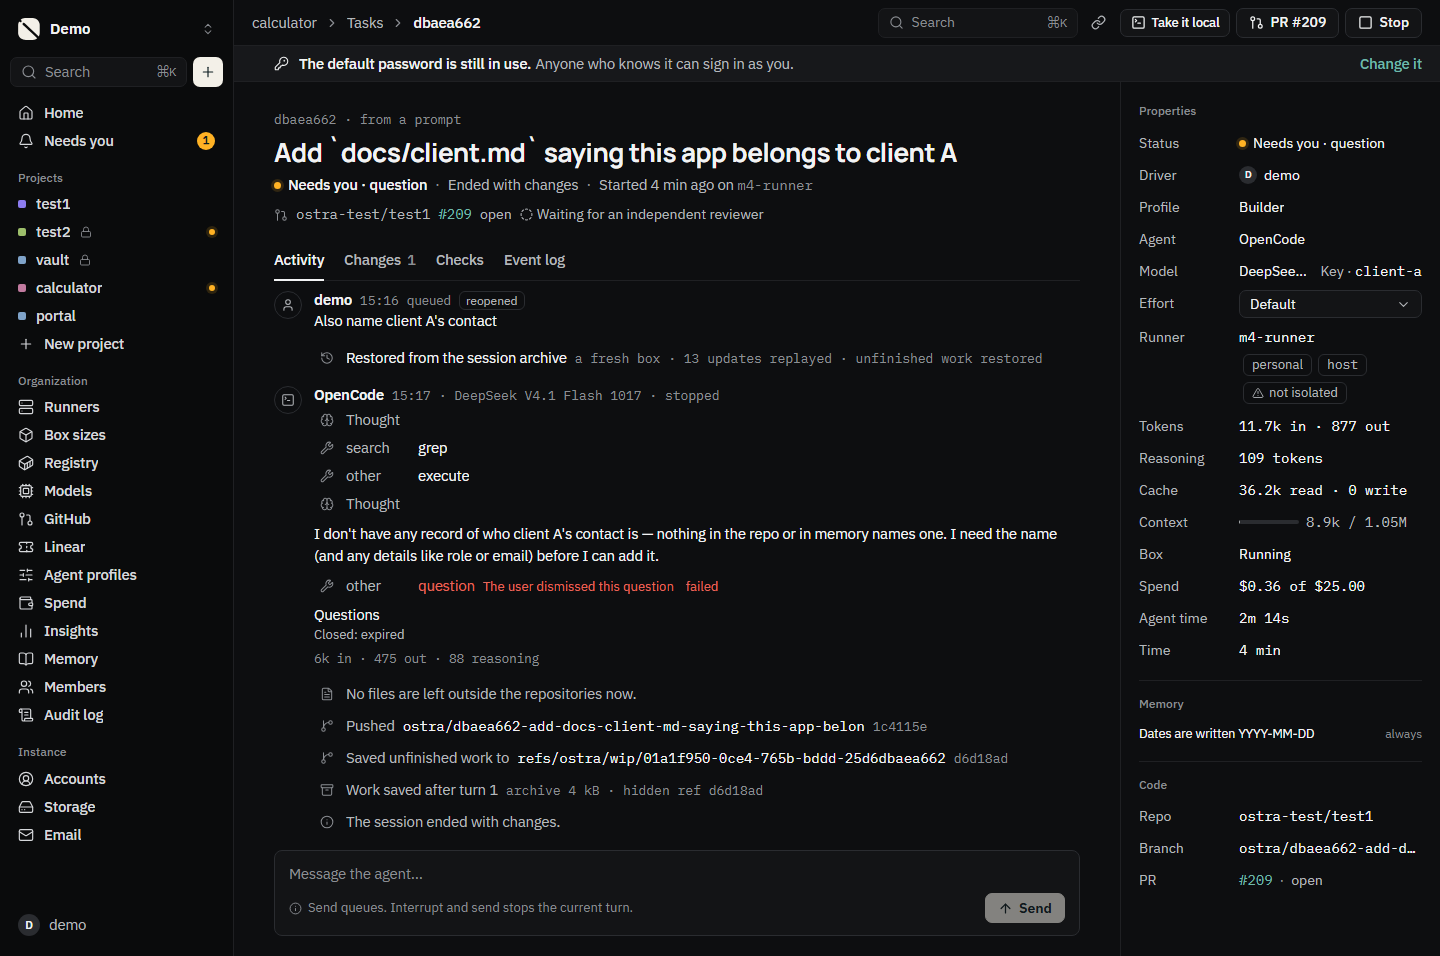 Demo
Search ⌘K
Home
Needs you 1
Projects
test1
test2
vault
calculator
portal
New project
Organization
Runners
Box sizes
Registry
Models
GitHub
Linear
Agent profiles
Spend
Insights
Memory
Members
Audit log
Instance
Accounts
Storage
Email
D demo
calculator > Tasks > dbaea662
Search ⌘K
Take it local
PR #209
Stop
The default password is still in use. Anyone who knows it can sign in as you.
Change it
dbaea662 · from a prompt
Add `docs/client.md` saying this app belongs to client A
Needs you · question · Ended with changes · Started 4 min ago on m4-runner
ostra-test/test1 #209 open Waiting for an independent reviewer
Activity Changes 1 Checks Event log
demo 15:16 queued reopened
Also name client A's contact
Restored from the session archive a fresh box · 13 updates replayed · unfinished work restored
OpenCode 15:17 · DeepSeek V4.1 Flash 1017 · stopped
Thought
search grep
other execute
Thought
I don't have any record of who client A's contact is — nothing in the repo or in memory names one. I need the name
(and any details like role or email) before I can add it.
other question The user dismissed this question failed
Questions
Closed: expired
6k in · 475 out · 88 reasoning
No files are left outside the repositories now.
Pushed ostra/dbaea662-add-docs-client-md-saying-this-app-belon 1c4115e
Saved unfinished work to refs/ostra/wip/01a1f950-0ce4-765b-bddd-25d6dbaea662 d6d18ad
Work saved after turn 1 archive 4 kB · hidden ref d6d18ad
The session ended with changes.
Message the agent...
Send queues. Interrupt and send stops the current turn.
Send
Properties
Status Needs you · question
Driver D demo
Profile Builder
Agent OpenCode
Model DeepSee... Key · client-a
Effort Default
Runner m4-runner
personal host
not isolated
Tokens 11.7k in · 877 out
Reasoning 109 tokens
Cache 36.2k read · 0 write
Context 8.9k / 1.05M
Box Running
Spend $0.36 of $25.00
Agent time 2m 14s
Time 4 min
Memory
Dates are written YYYY-MM-DD always
Code
Repo ostra-test/test1
Branch ostra/dbaea662-add-d…
PR #209 · open